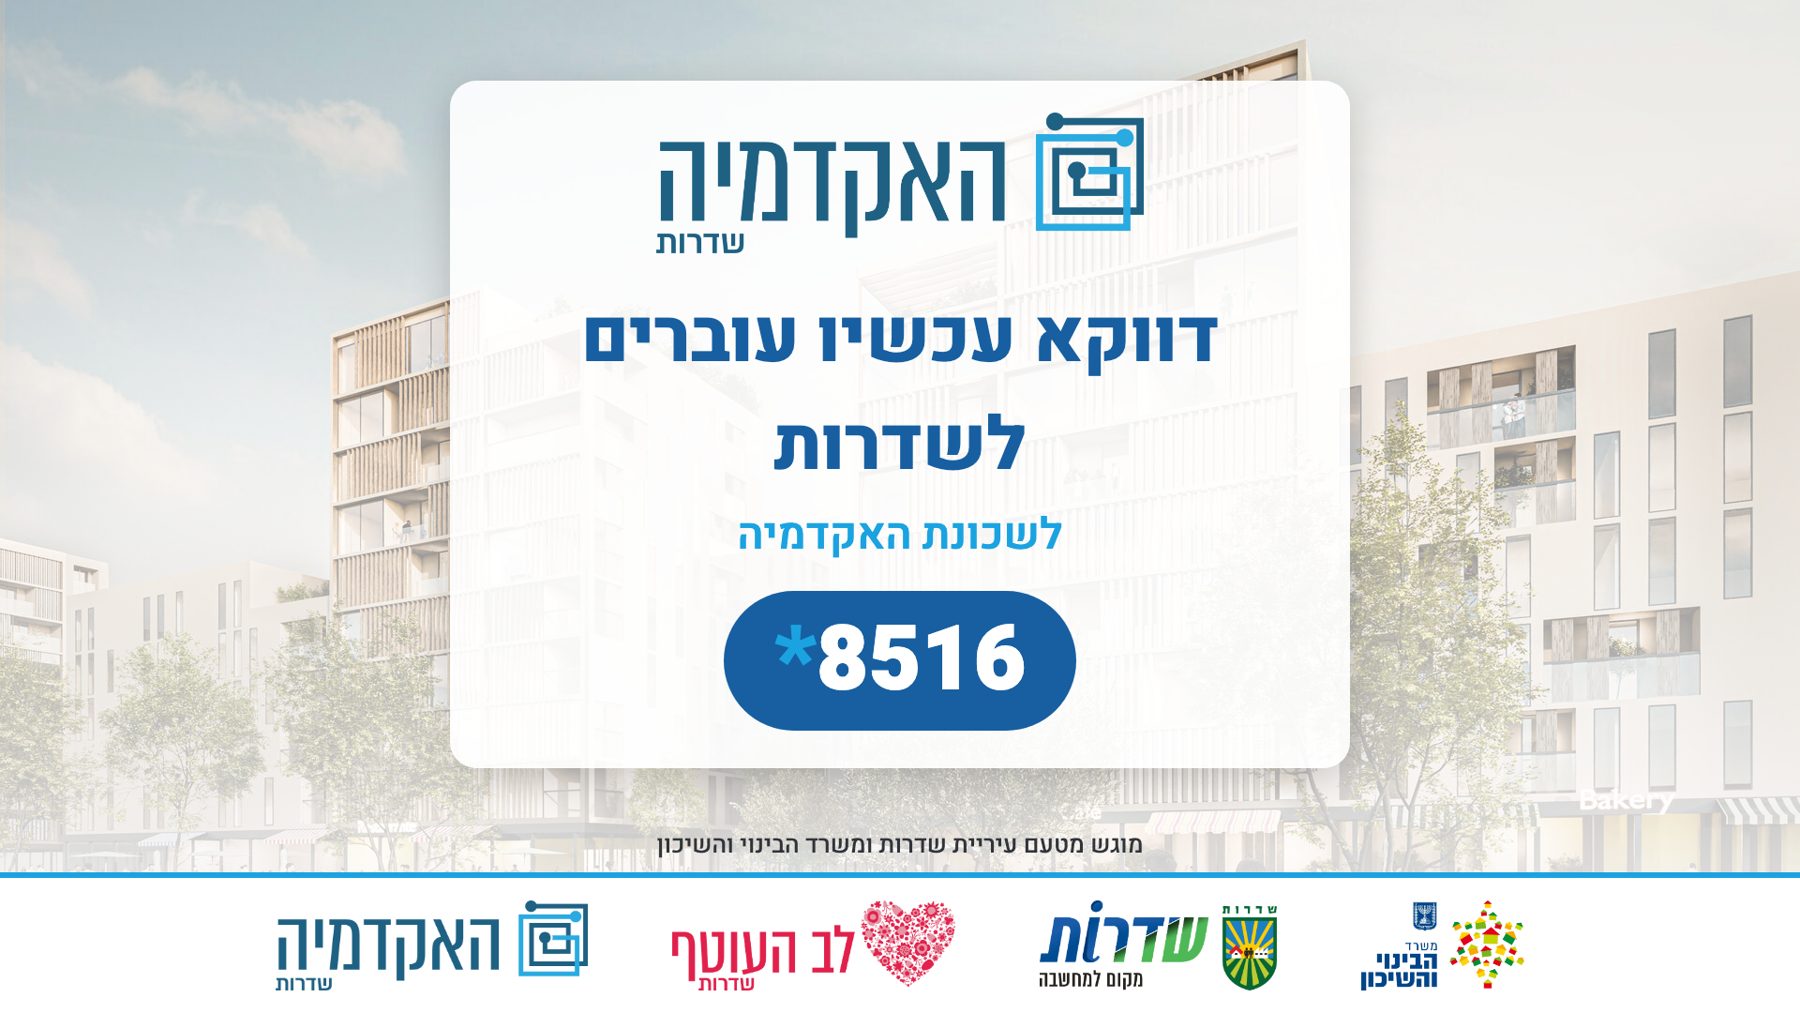 האקדמיה
שדרות
דווקא עכשיו עוברים
לשדרות
לשכונת האקדמיה
*8516
Bakery
מוגש מטעם עיריית שדרות ומשרד הבינוי והשיכון
משרד
הבינוי
והשיכון
שדרות
שדרות
מקום למחשבה
לב העוטף
שדרות
האקדמיה
שדרות